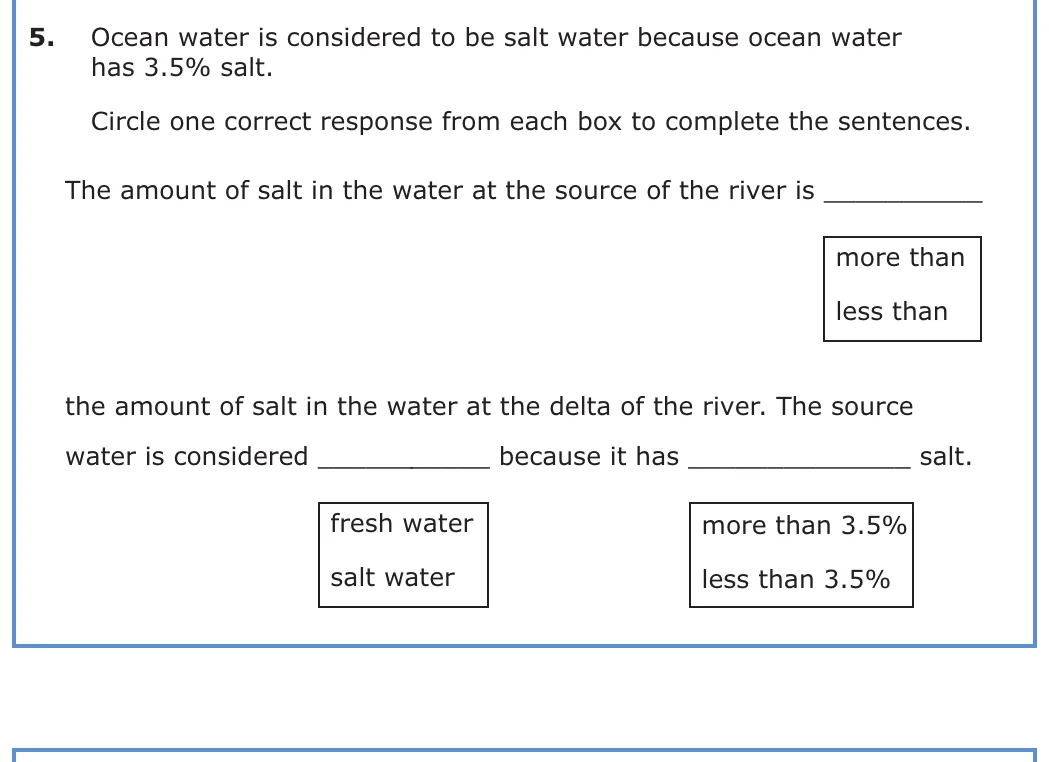 5. Ocean water is considered to be salt water because ocean water
has 3.5% salt.
Circle one correct response from each box to complete the sentences.
The amount of salt in the water at the source of the river is ____________
more than
less than
the amount of salt in the water at the delta of the river. The source
water is considered _____________ because it has _________________ salt.
fresh water
salt water
more than 3.5%
less than 3.5%